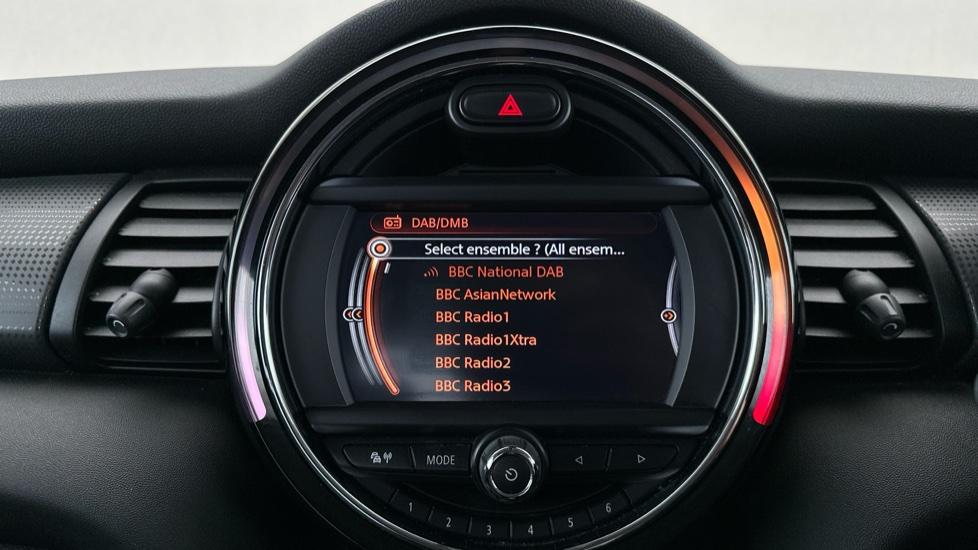 DAB/DMB
Select ensemble ? (All ensem...
BBC National DAB
BBC AsianNetwork
BBC Radio1
BBC Radio1Xtra
BBC Radio2
BBC Radio3
MODE
1 2 3 4 5 6